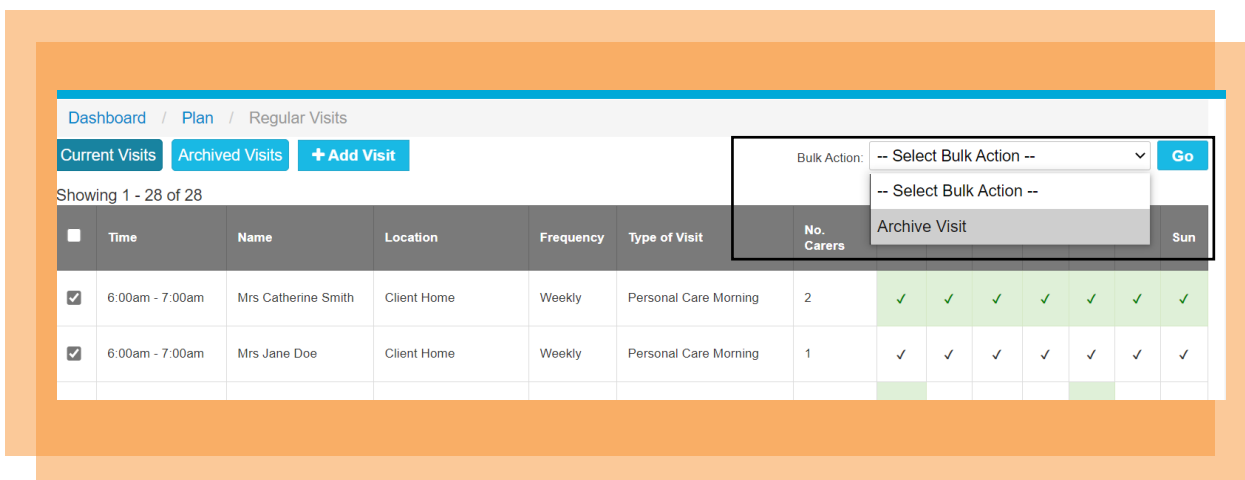 Dashboard / Plan / Regular Visits
Current Visits Archived Visits + Add Visit Bulk Action: -- Select Bulk Action -- Go
-- Select Bulk Action --
Showing 1 - 28 of 28
Archive Visit
Time Name Location Frequency Type of Visit No. Carers Sun
6:00am - 7:00am Mrs Catherine Smith Client Home Weekly Personal Care Morning 2 ✓ ✓ ✓ ✓ ✓ ✓ ✓
6:00am - 7:00am Mrs Jane Doe Client Home Weekly Personal Care Morning 1 ✓ ✓ ✓ ✓ ✓ ✓ ✓